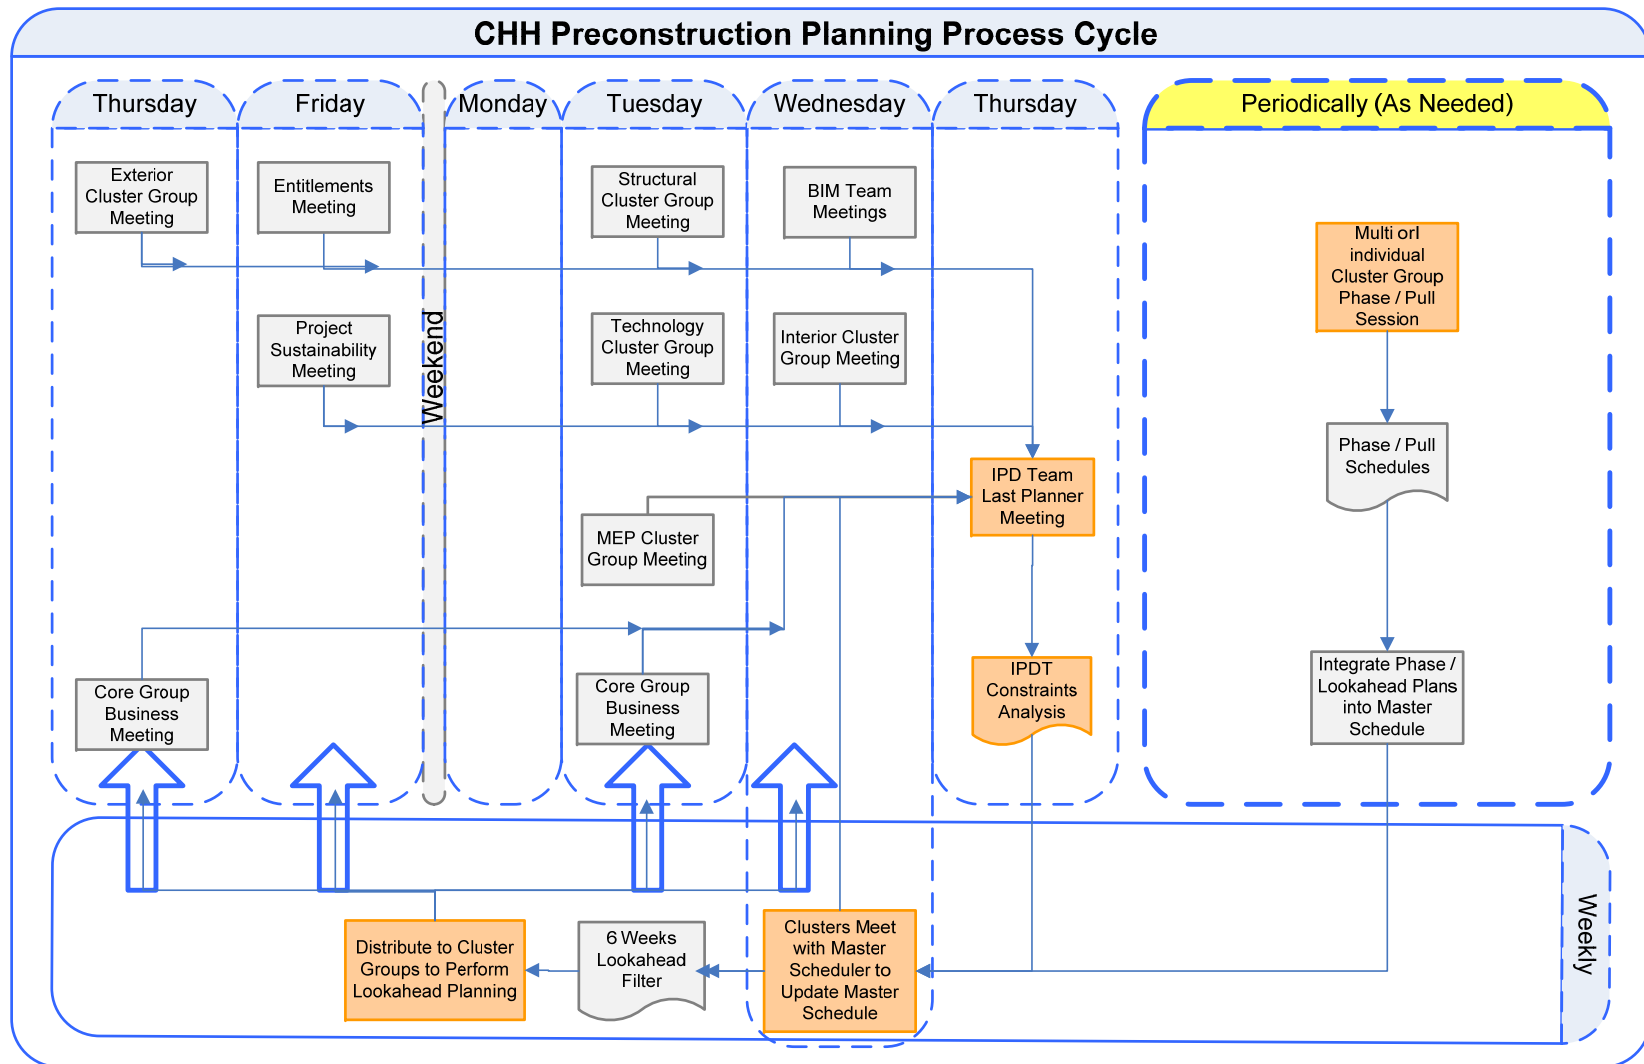 CHH Preconstruction Planning Process Cycle
Thursday
Friday
Weekend
Monday
Tuesday
Wednesday
Thursday
Periodically (As Needed)
Exterior
Cluster Group
Meeting
Entitlements
Meeting
Structural
Cluster Group
Meeting
BIM Team
Meetings
Multi orl
individual
Cluster Group
Phase / Pull
Session
Project
Sustainability
Meeting
Technology
Cluster Group
Meeting
Interior Cluster
Group Meeting
Phase / Pull
Schedules
IPD Team
Last Planner
Meeting
MEP Cluster
Group Meeting
Core Group
Business
Meeting
Core Group
Business
Meeting
IPDT
Constraints
Analysis
Integrate Phase /
Lookahead Plans
into Master
Schedule
Distribute to Cluster
Groups to Perform
Lookahead Planning
6 Weeks
Lookahead
Filter
Clusters Meet
with Master
Scheduler to
Update Master
Schedule
Weekly